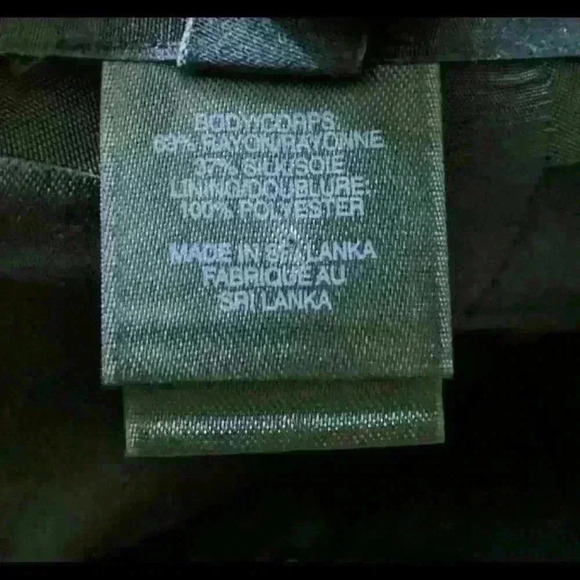 BODY/CORPS
63% RAYON/RAYONNE
37% SILK/SOIE
LINING/DOUBLURE:
100% POLYESTER
MADE IN SRI LANKA
FABRIQUE AU
SRI LANKA